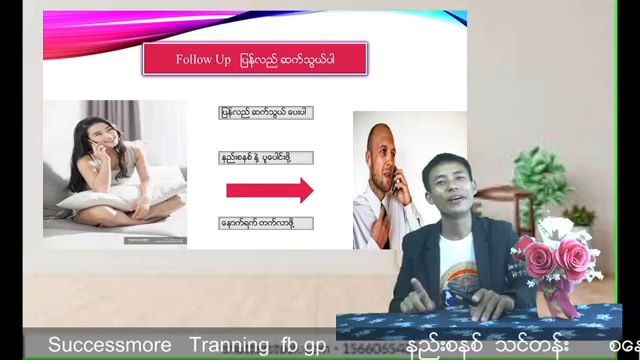 Follow Up ပြန်လည် ဆက်သွယ်ပါ
ပြန်လည် ဆက်သွယ် ပေးပါ
နည်းစနစ် နဲ့ ပူပေါင်းဖို့
နောက်ရက် တက်လာဖို့
Successmore Tranning fb.gp နည်းစနစ် သင်တန်း